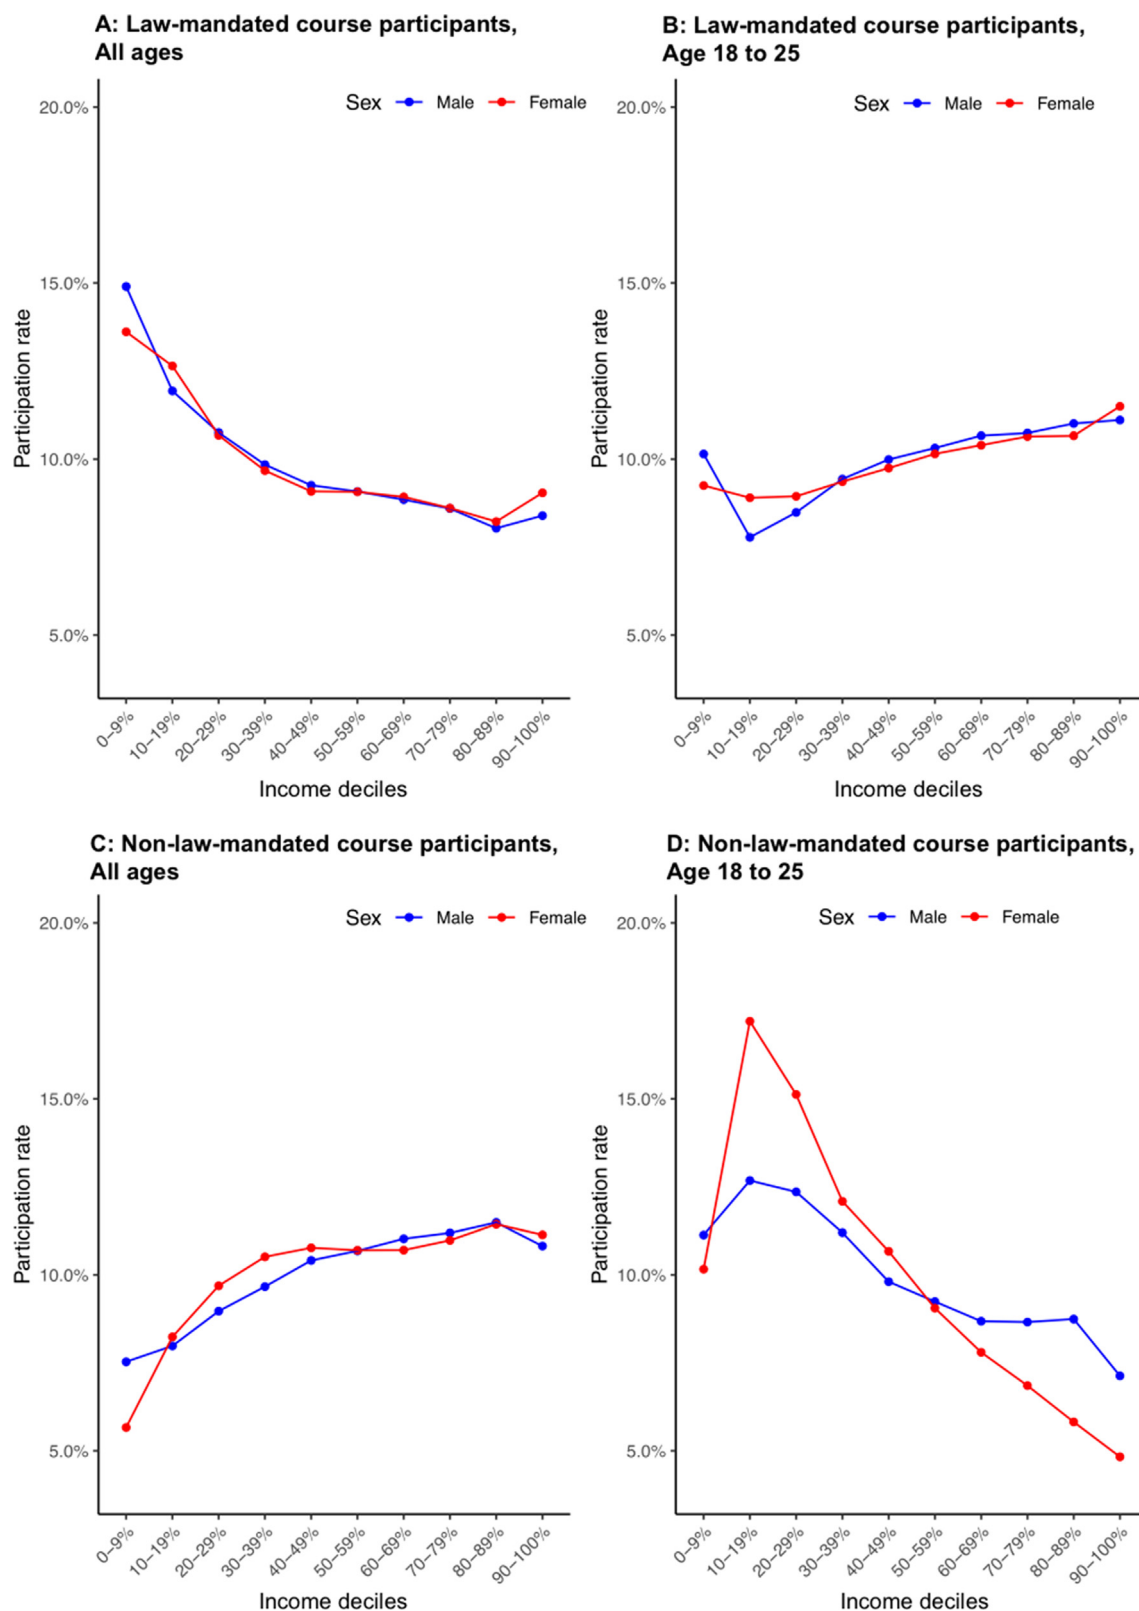 A: Law-mandated course participants,
All ages
Sex Male Female
20.0%
15.0%
10.0%
5.0%
Participation rate
0–9%
10–19%
20–29%
30–39%
40–49%
50–59%
60–69%
70–79%
80–89%
90–100%
Income deciles
B: Law-mandated course participants,
Age 18 to 25
Sex Male Female
20.0%
15.0%
10.0%
5.0%
Participation rate
0–9%
10–19%
20–29%
30–39%
40–49%
50–59%
60–69%
70–79%
80–89%
90–100%
Income deciles
C: Non-law-mandated course participants,
All ages
Sex Male Female
20.0%
15.0%
10.0%
5.0%
Participation rate
0–9%
10–19%
20–29%
30–39%
40–49%
50–59%
60–69%
70–79%
80–89%
90–100%
Income deciles
D: Non-law-mandated course participants,
Age 18 to 25
Sex Male Female
20.0%
15.0%
10.0%
5.0%
Participation rate
0–9%
10–19%
20–29%
30–39%
40–49%
50–59%
60–69%
70–79%
80–89%
90–100%
Income deciles